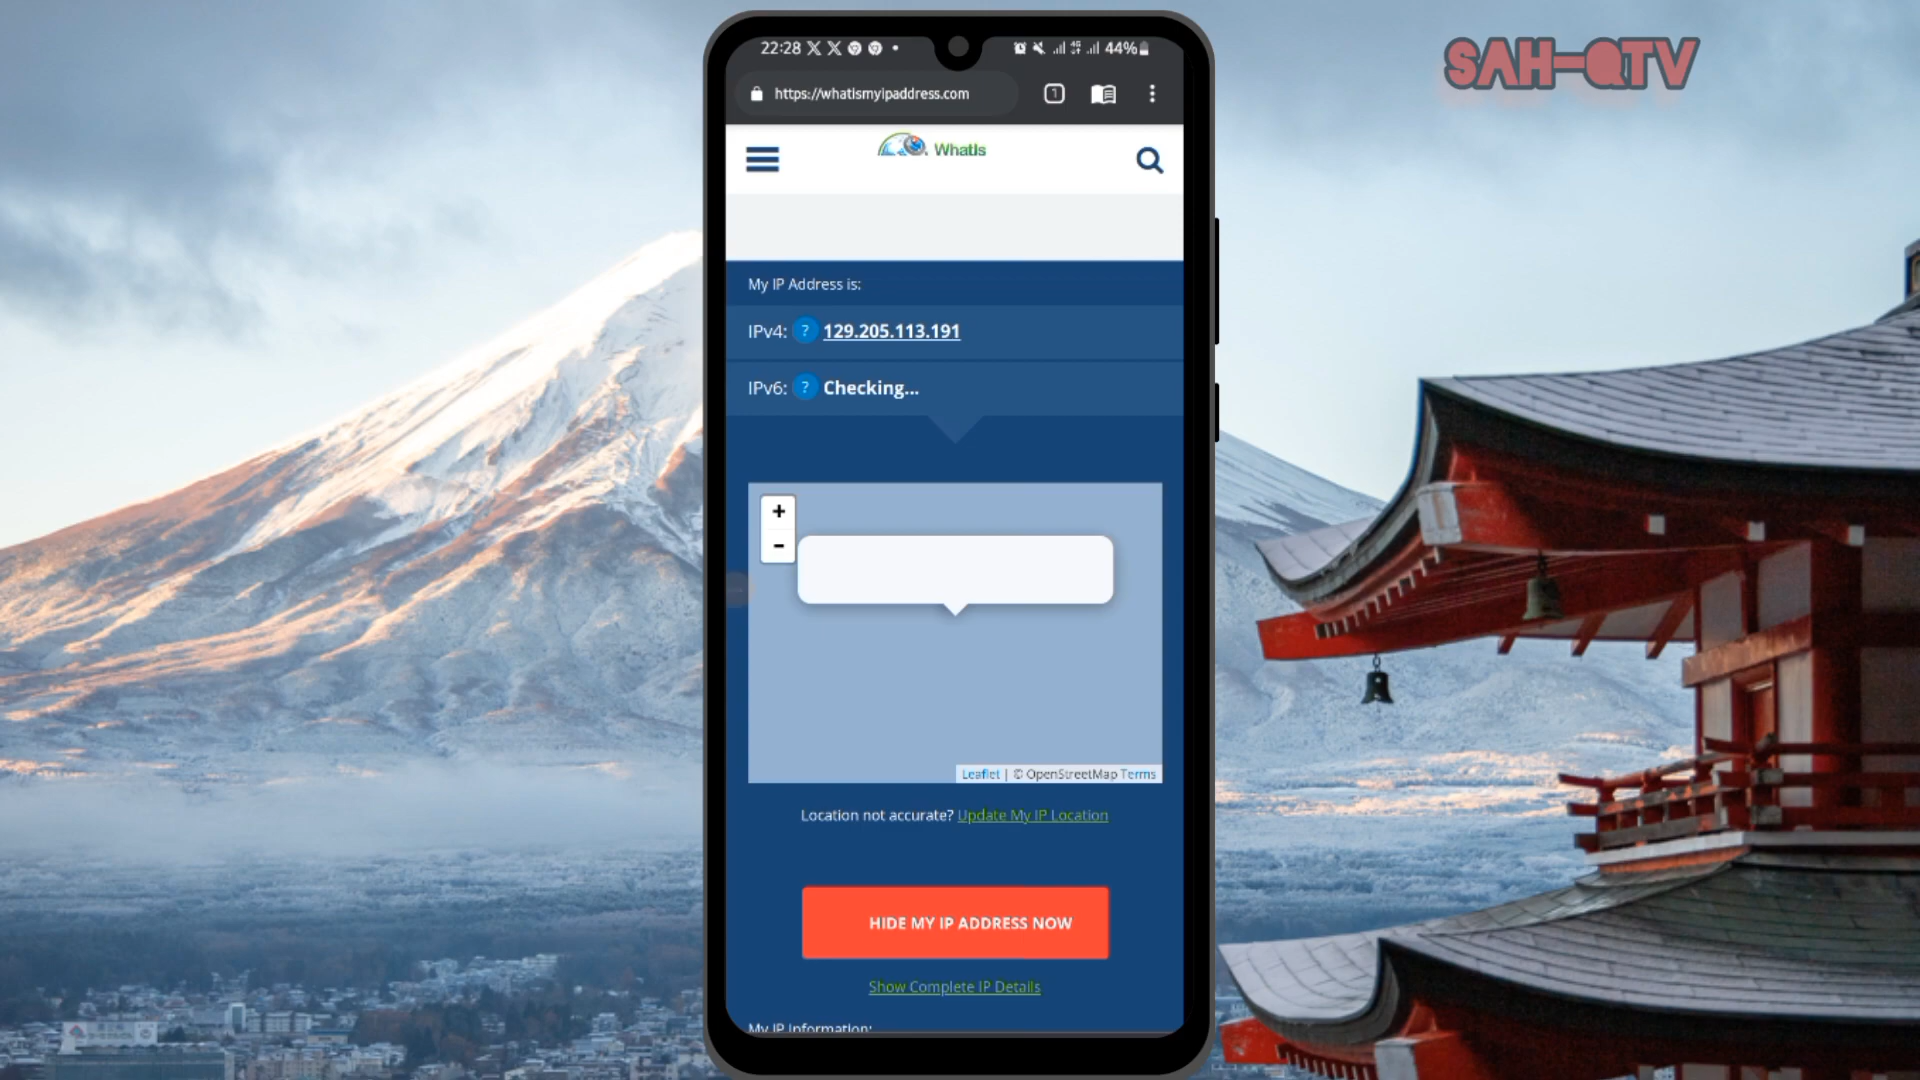 SAH-QTV
22:28
44%
https://whatismyipaddress.com
1
WhatIs
My IP Address is:
IPv4: ? 129.205.113.191
IPv6: ? Checking...
+
-
Leaflet | © OpenStreetMap Terms
Location not accurate? Update My IP Location
HIDE MY IP ADDRESS NOW
Show Complete IP Details
My IP Information: